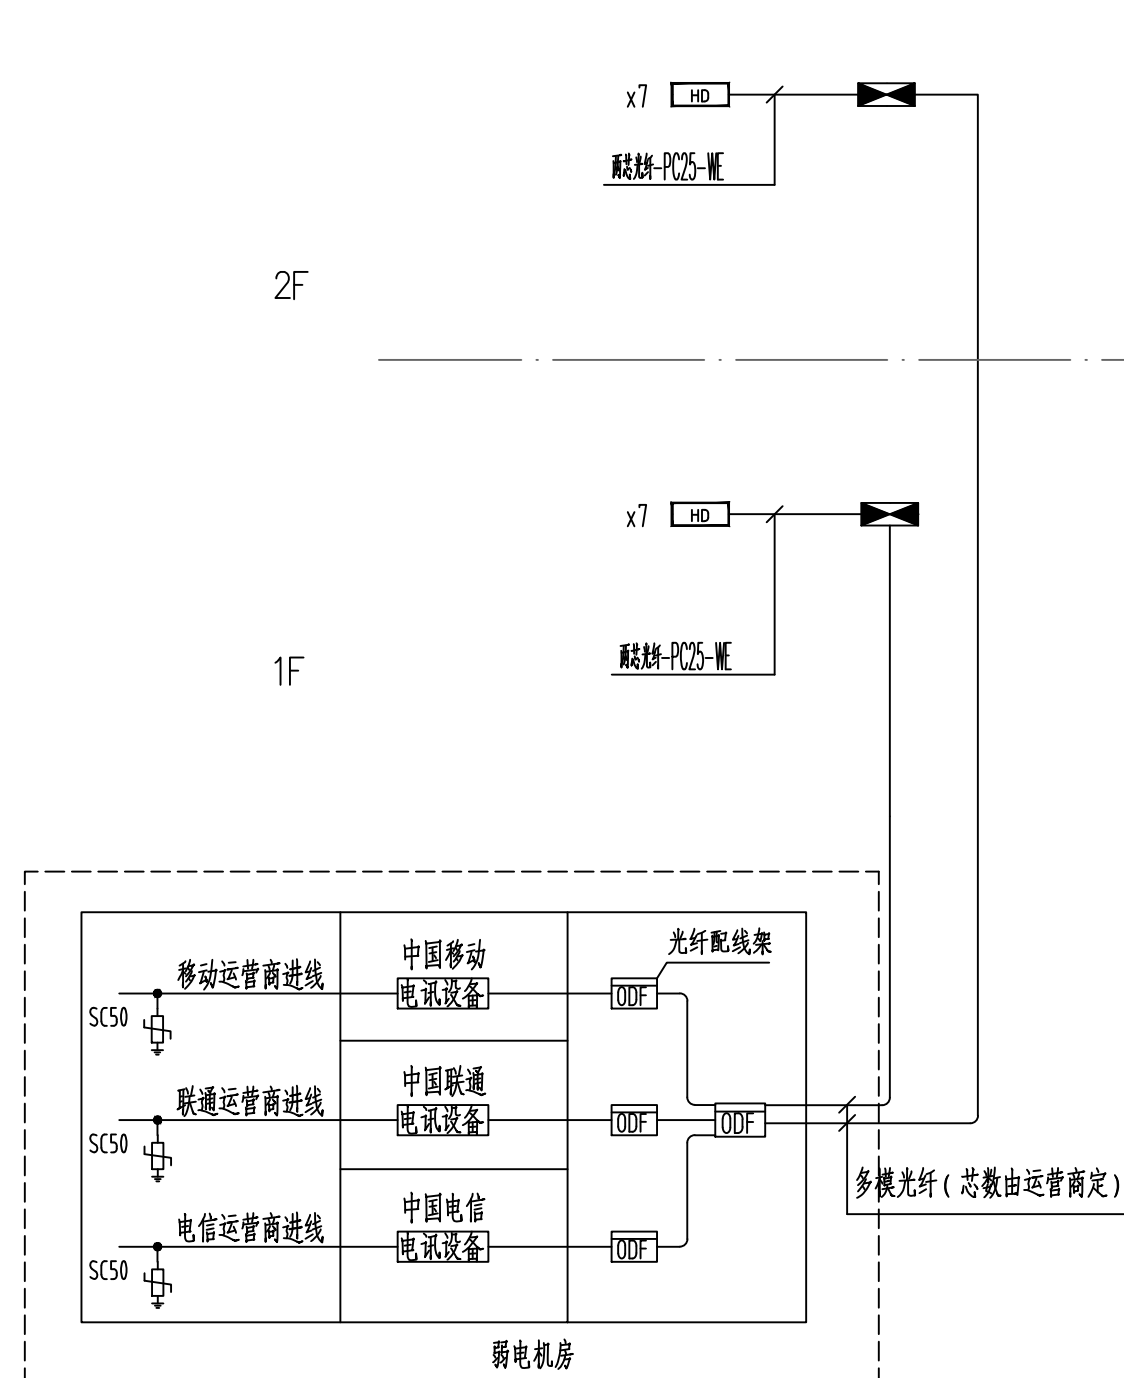 x7 HD
两芯光纤-PC25-WE
2F
x7 HD
两芯光纤-PC25-WE
1F
光纤配线架
中国移动
移动运营商进线
电讯设备
ODF
SC50
中国联通
联通运营商进线
电讯设备
ODF
ODF
SC50
多模光纤(芯数由运营商定)
中国电信
电信运营商进线
电讯设备
ODF
SC50
弱电机房